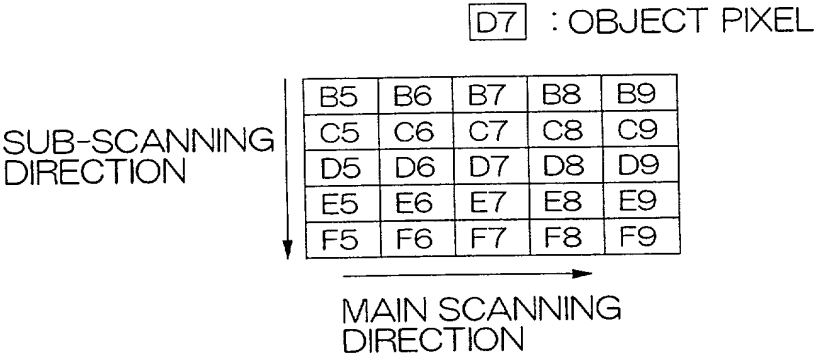 D7 : OBJECT PIXEL
B5 B6 B7 B8 B9
C5 C6 C7 C8 C9
SUB-SCANNING
DIRECTION
D5 D6 D7 D8 D9
E5 E6 E7 E8 E9
F5 F6 F7 F8 F9
MAIN SCANNING
DIRECTION